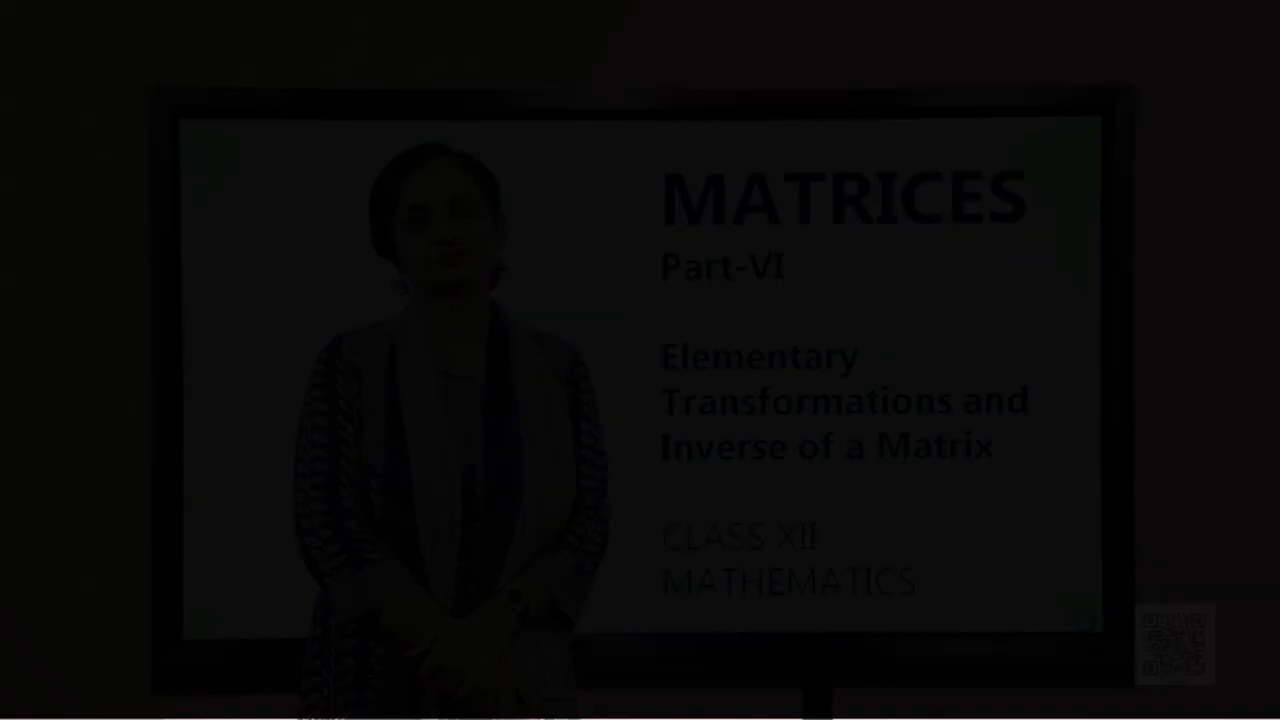 MATRICES
Part-VI
Elementary
Transformations and
Inverse of a Matrix
CLASS XII
MATHEMATICS